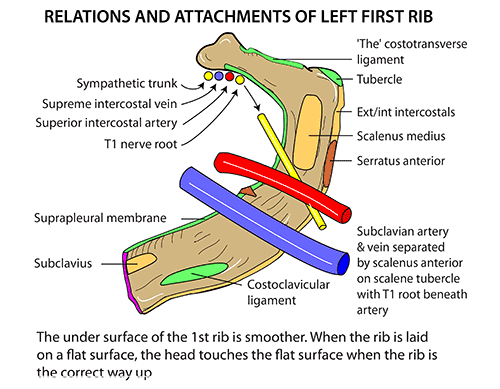 RELATIONS AND ATTACHMENTS OF LEFT FIRST RIB
'The' costotransverse
ligament
Tubercle
Sympathetic trunk
Supreme intercostal vein
Superior intercostal artery
T1 nerve root
Ext/int intercostals
Scalenus medius
Serratus anterior
Suprapleural membrane
Subclavius
Costoclavicular
ligament
Subclavian artery
& vein separated
by scalenus anterior
on scalene tubercle
with T1 root beneath
artery
The under surface of the 1st rib is smoother. When the rib is laid
on a flat surface, the head touches the flat surface when the rib is
the correct way up